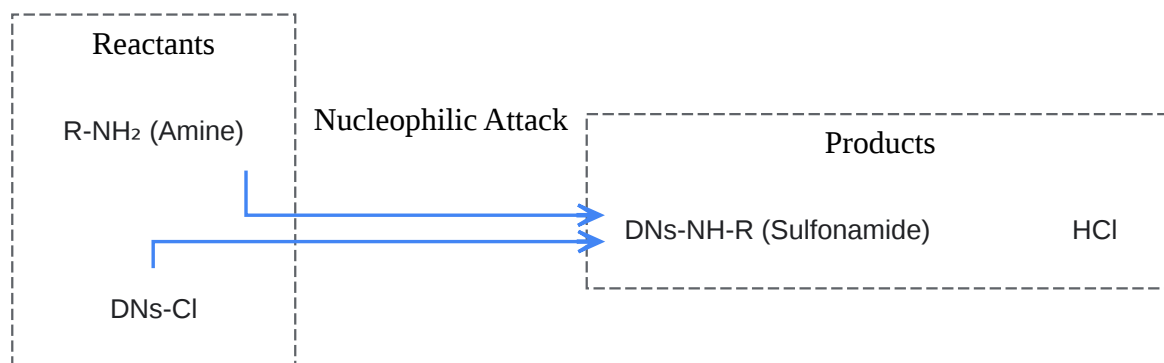 Reactants
R-NH₂ (Amine)
Nucleophilic Attack
Products
DNs-NH-R (Sulfonamide)
HCl
DNs-Cl